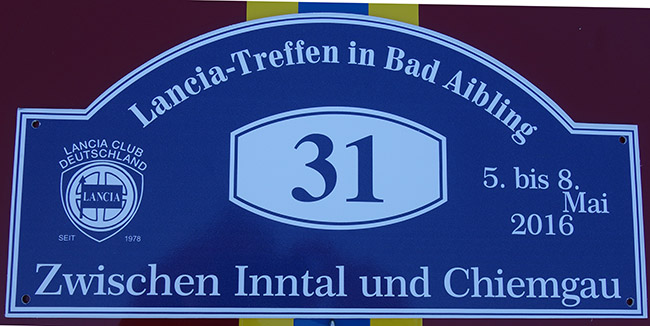 Lancia-Treffen in Bad Aibling
LANCIA CLUB
DEUTSCHLAND
LANCIA
SEIT 1978
31
5. bis 8.
Mai
2016
Zwischen Inntal und Chiemgau